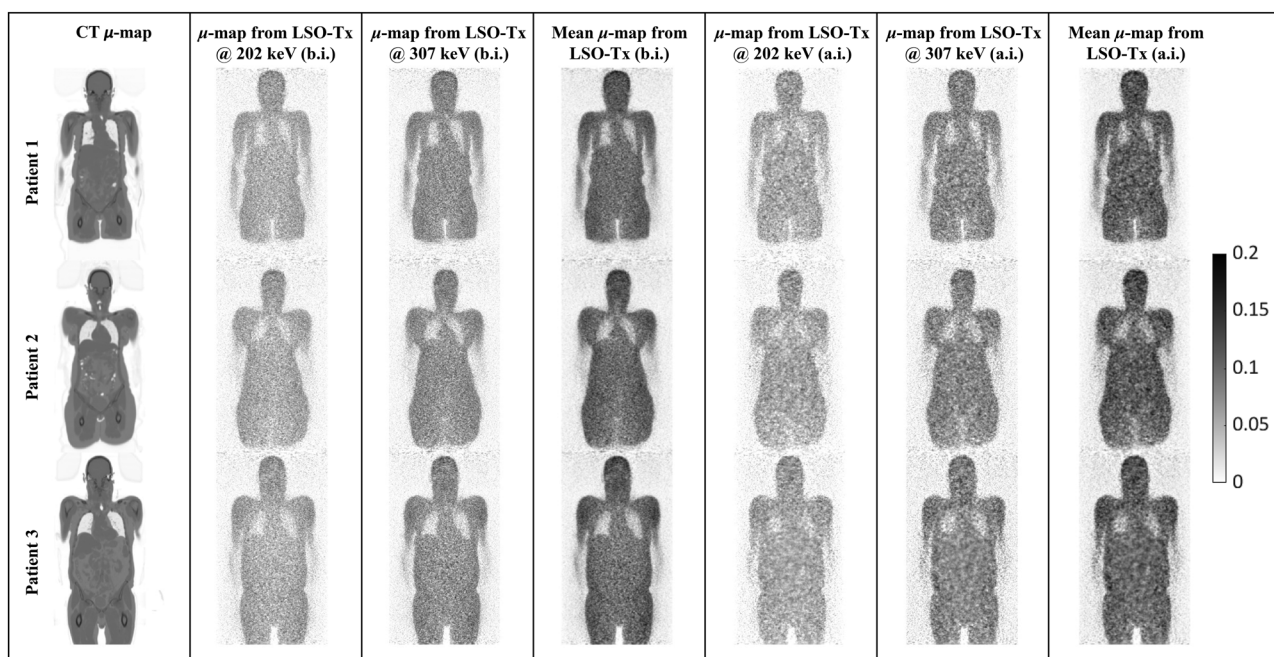 CT μ-map
μ-map from LSO-Tx
@ 202 keV (b.i.)
μ-map from LSO-Tx
@ 307 keV (b.i.)
Mean μ-map from
LSO-Tx (b.i.)
μ-map from LSO-Tx
@ 202 keV (a.i.)
μ-map from LSO-Tx
@ 307 keV (a.i.)
Mean μ-map from
LSO-Tx (a.i.)
Patient 1
Patient 2
Patient 3
0.2
0.15
0.1
0.05
0